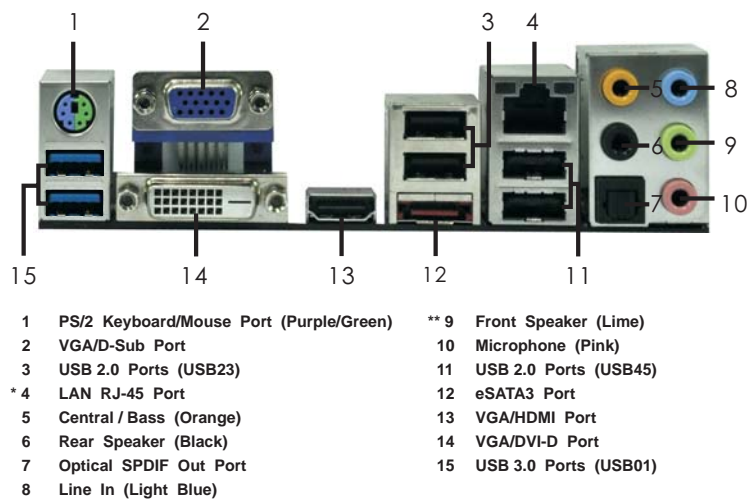 1 2 3 4
5 8
6 9
7 10
15 14 13 12 11
1 PS/2 Keyboard/Mouse Port (Purple/Green)
2 VGA/D-Sub Port
3 USB 2.0 Ports (USB23)
* 4 LAN RJ-45 Port
5 Central / Bass (Orange)
6 Rear Speaker (Black)
7 Optical SPDIF Out Port
8 Line In (Light Blue)
** 9 Front Speaker (Lime)
10 Microphone (Pink)
11 USB 2.0 Ports (USB45)
12 eSATA3 Port
13 VGA/HDMI Port
14 VGA/DVI-D Port
15 USB 3.0 Ports (USB01)